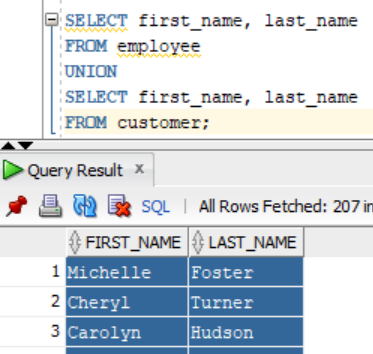 SELECT first_name, last_name
FROM employee
UNION
SELECT first_name, last_name
FROM customer;
Query Result x
SQL | All Rows Fetched: 207 in
FIRST_NAME LAST_NAME
1 Michelle Foster
2 Cheryl Turner
3 Carolyn Hudson